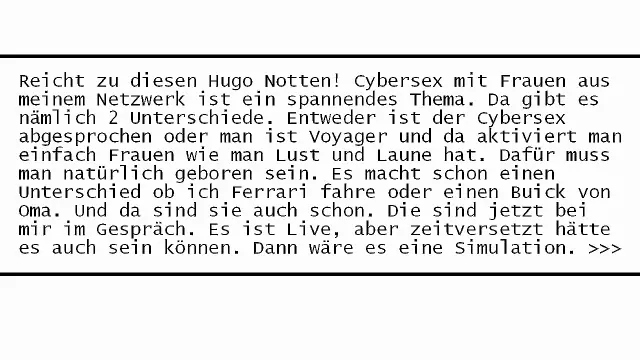 Reicht zu diesen Hugo Notten! Cybersex mit Frauen aus
meinem Netzwerk ist ein spannendes Thema. Da gibt es
nämlich 2 Unterschiede. Entweder ist der Cybersex
abgesprochen oder man ist Voyager und da aktiviert man
einfach Frauen wie man Lust und Laune hat. Dafür muss
man natürlich geboren sein. Es macht schon einen
Unterschied ob ich Ferrari fahre oder einen Buick von
Oma. Und da sind sie auch schon. Die sind jetzt bei
mir im Gespräch. Es ist Live, aber zeitversetzt hätte
es auch sein können. Dann wäre es eine Simulation. >>>